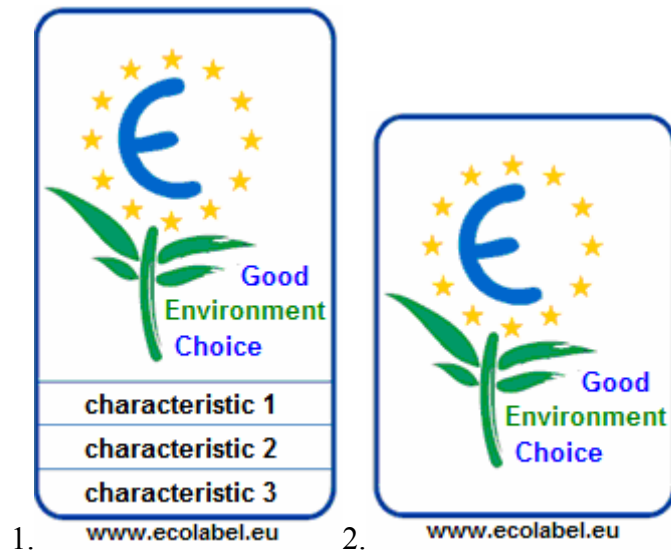 Good
Environment
Choice
characteristic 1
characteristic 2
characteristic 3
www.ecolabel.eu
1.
Good
Environment
Choice
www.ecolabel.eu
2.